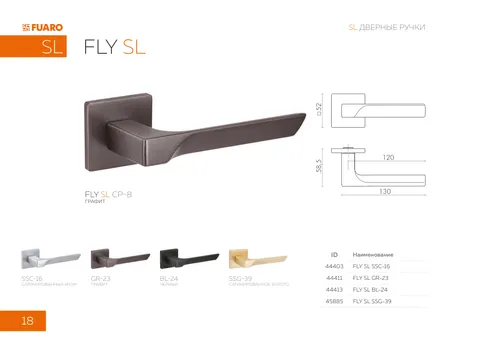 FUARO
SL ДВЕРНЫЕ РУЧКИ
SL
FLY SL
52
58,5
120
130
FLY SL CP-8
ГРАФИТ
SSC-16
GR-23
BL-24
SSG-39
ГРАФИТ
ID Наименование
44403 FLY SL SSC-16
44411 FLY SL GR-23
44413 FLY SL BL-24
45885 FLY SL SSG-39
18